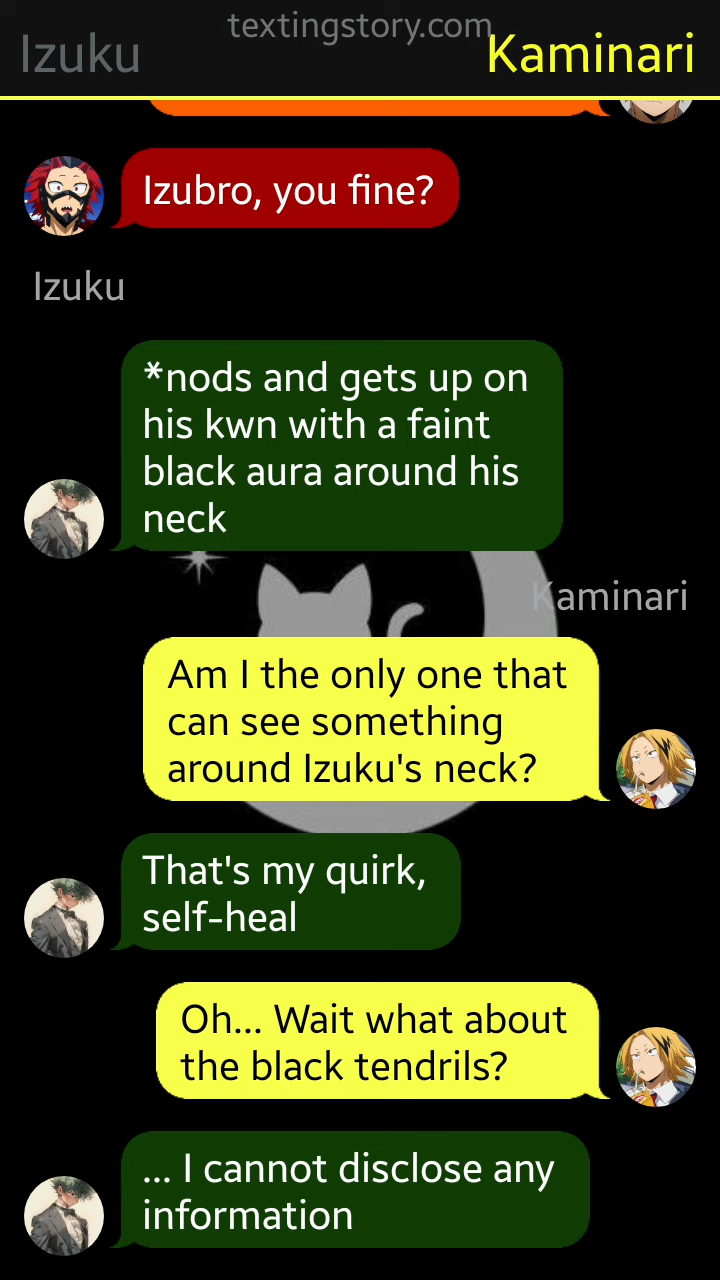 textingstory.com
Izuku
Kaminari
Izubro, you fine?
Izuku
*nods and gets up on
his kwn with a faint
black aura around his
neck
Kaminari
Am I the only one that
can see something
around Izuku's neck?
That's my quirk,
self-heal
Oh... Wait what about
the black tendrils?
... I cannot disclose any
information